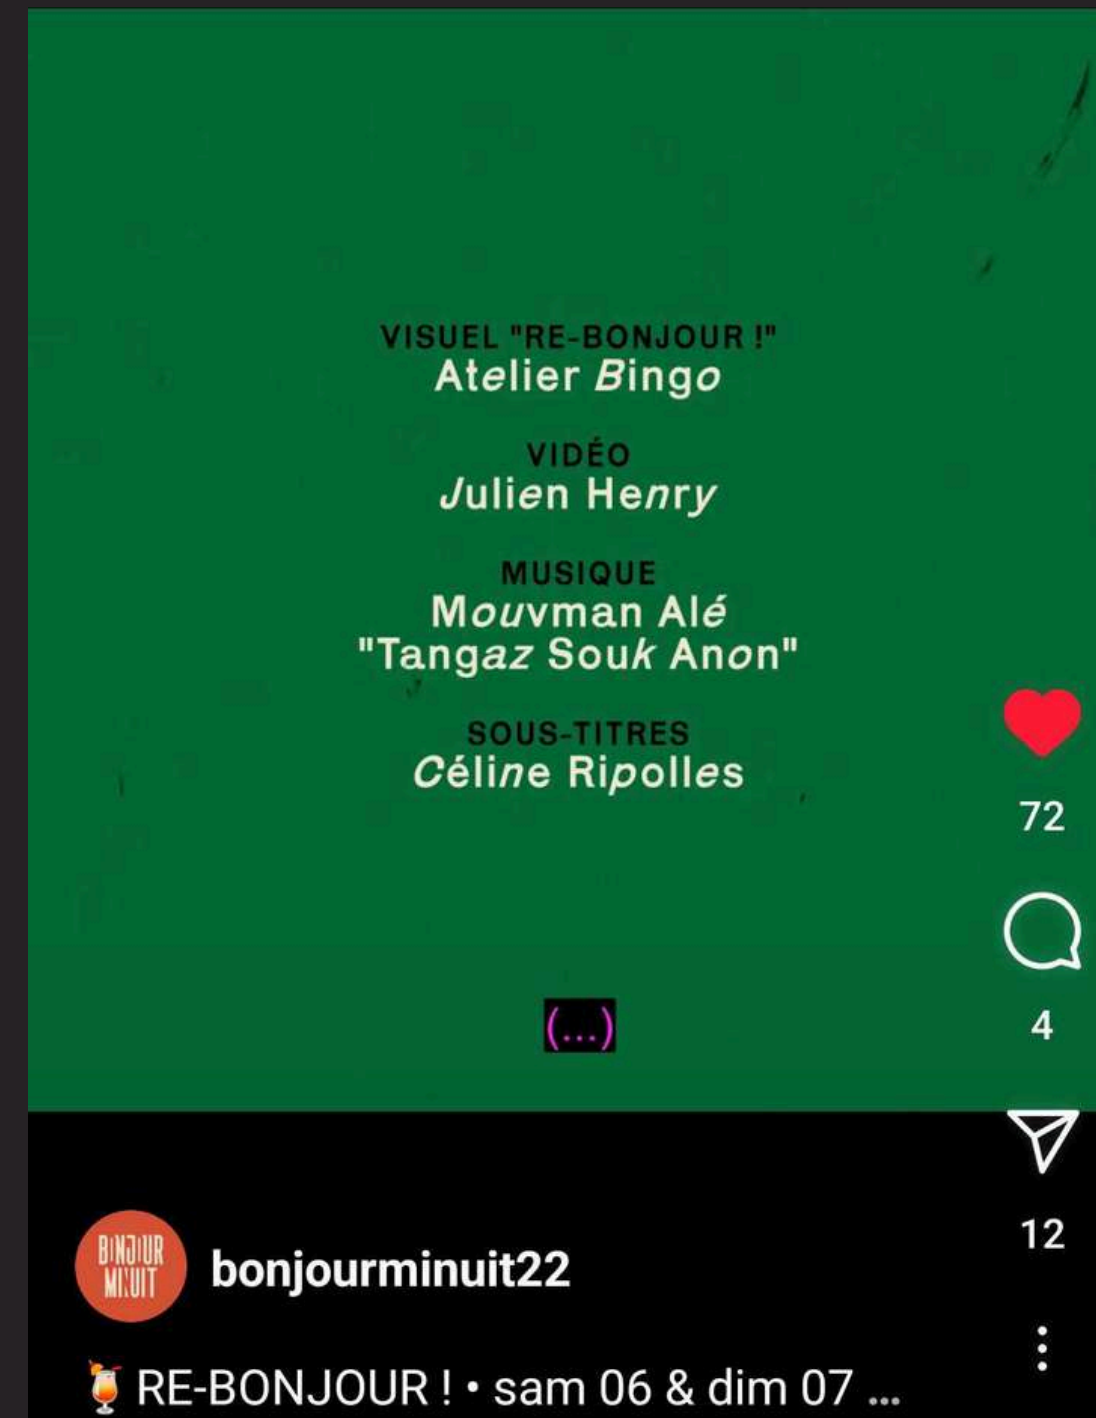 VISUEL "RE-BONJOUR !"
Atelier Bingo
VIDÉO
Julien Henry
MUSIQUE
Mouvman Alé
"Tangaz Souk Anon"
SOUS-TITRES
Céline Ripolles
72
4
(...)
12
BONJOUR
MINUIT
bonjourminuit22
🍹 RE-BONJOUR ! • sam 06 & dim 07 ...